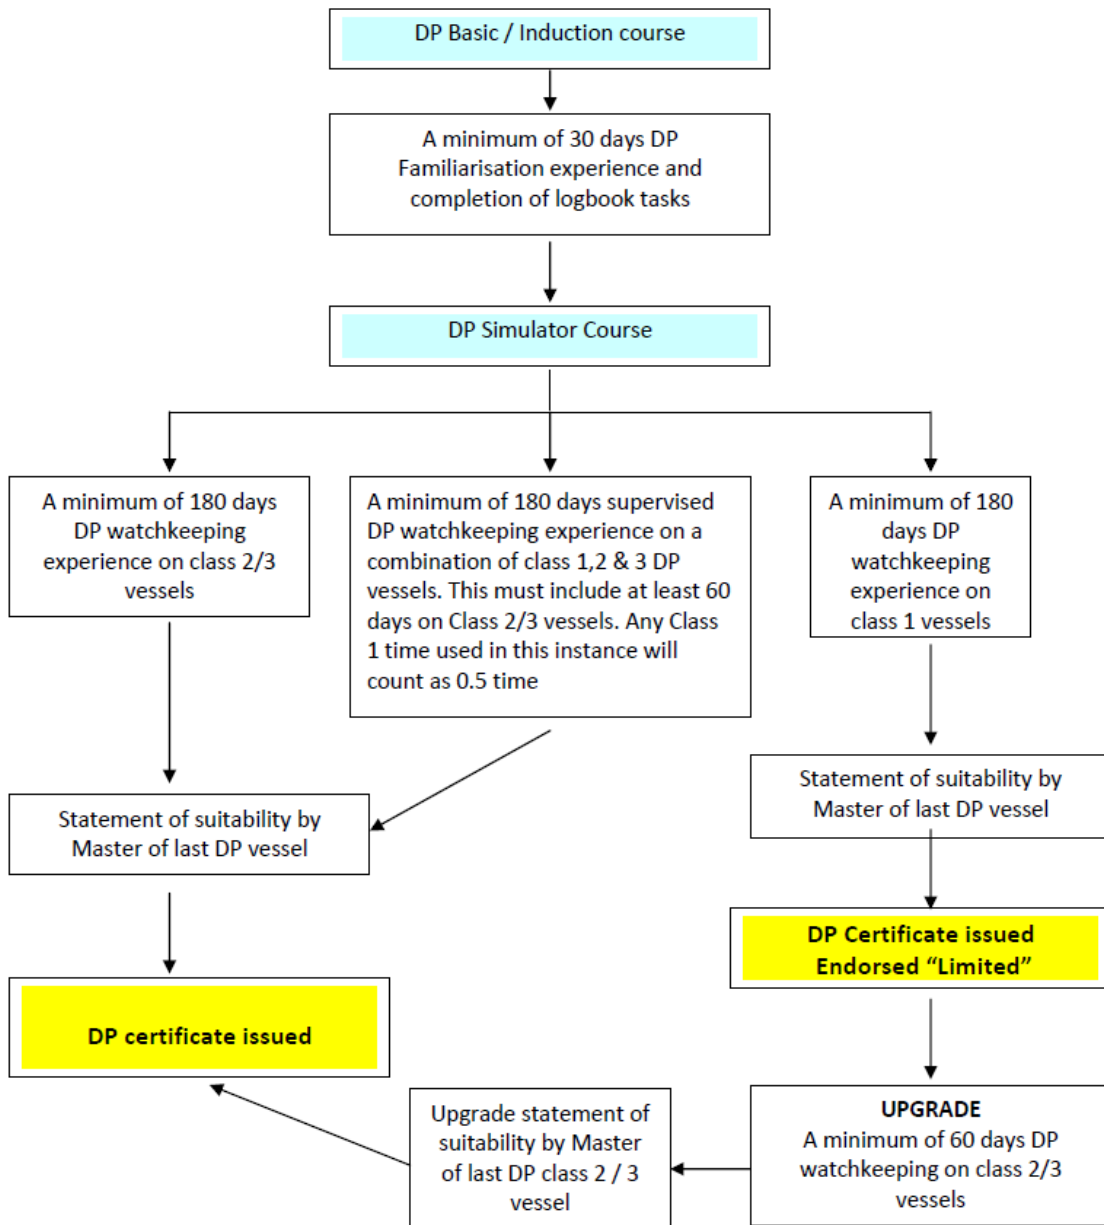 DP Basic / Induction course
A minimum of 30 days DP
Familiarisation experience and
completion of logbook tasks
DP Simulator Course
A minimum of 180 days
DP watchkeeping
experience on class 2/3
vessels
A minimum of 180 days supervised
DP watchkeeping experience on a
combination of class 1,2 & 3 DP
vessels. This must include at least 60
days on Class 2/3 vessels. Any Class
1 time used in this instance will
count as 0.5 time
A minimum of 180
days DP
watchkeeping
experience on
class 1 vessels
Statement of suitability by
Master of last DP vessel
Statement of suitability by
Master of last DP vessel
DP Certificate issued
Endorsed “Limited”
DP certificate issued
Upgrade statement of
suitability by Master
of last DP class 2 / 3
vessel
UPGRADE
A minimum of 60 days DP
watchkeeping on class 2/3
vessels